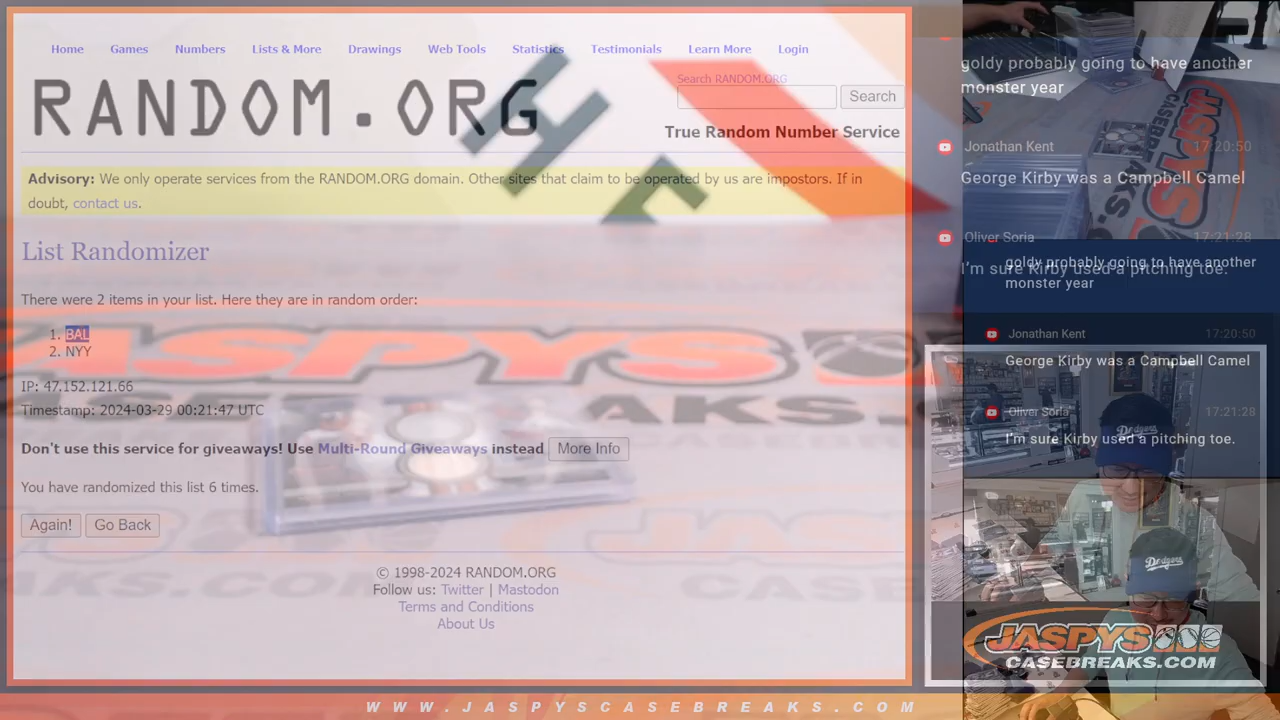 Home Games Numbers Lists & More Drawings Web Tools Statistics Testimonials Learn More Login
RANDOM.ORG
Search RANDOM.ORG
Search
True Random Number Service
Advisory: We only operate services from the RANDOM.ORG domain. Other sites that claim to be operated by us are impostors. If in
doubt, contact us.
List Randomizer
There were 2 items in your list. Here they are in random order:
1. BAL
2. NYY
IP: 47.152.121.66
Timestamp: 2024-03-29 00:21:47 UTC
Don't use this service for giveaways! Use Multi-Round Giveaways instead More Info
You have randomized this list 6 times.
Again! Go Back
© 1998-2024 RANDOM.ORG
Follow us: Twitter | Mastodon
Terms and Conditions
About Us
JASPYS
CASEBREAKS.COM
WWW.JASPYSCASEBREAKS.COM
goldy probably going to have another
monster year
Jonathan Kent 17:20:50
George Kirby was a Campbell Camel
Oliver Soria 17:21:28
I'm sure Kirby used a pitching toe.
goldy probably going to have another
monster year
Jonathan Kent 17:20:50
George Kirby was a Campbell Camel
Oliver Soria 17:21:28
I'm sure Kirby used a pitching toe.
Dodgers
Dodgers
JASPYS
CASEBREAKS.COM